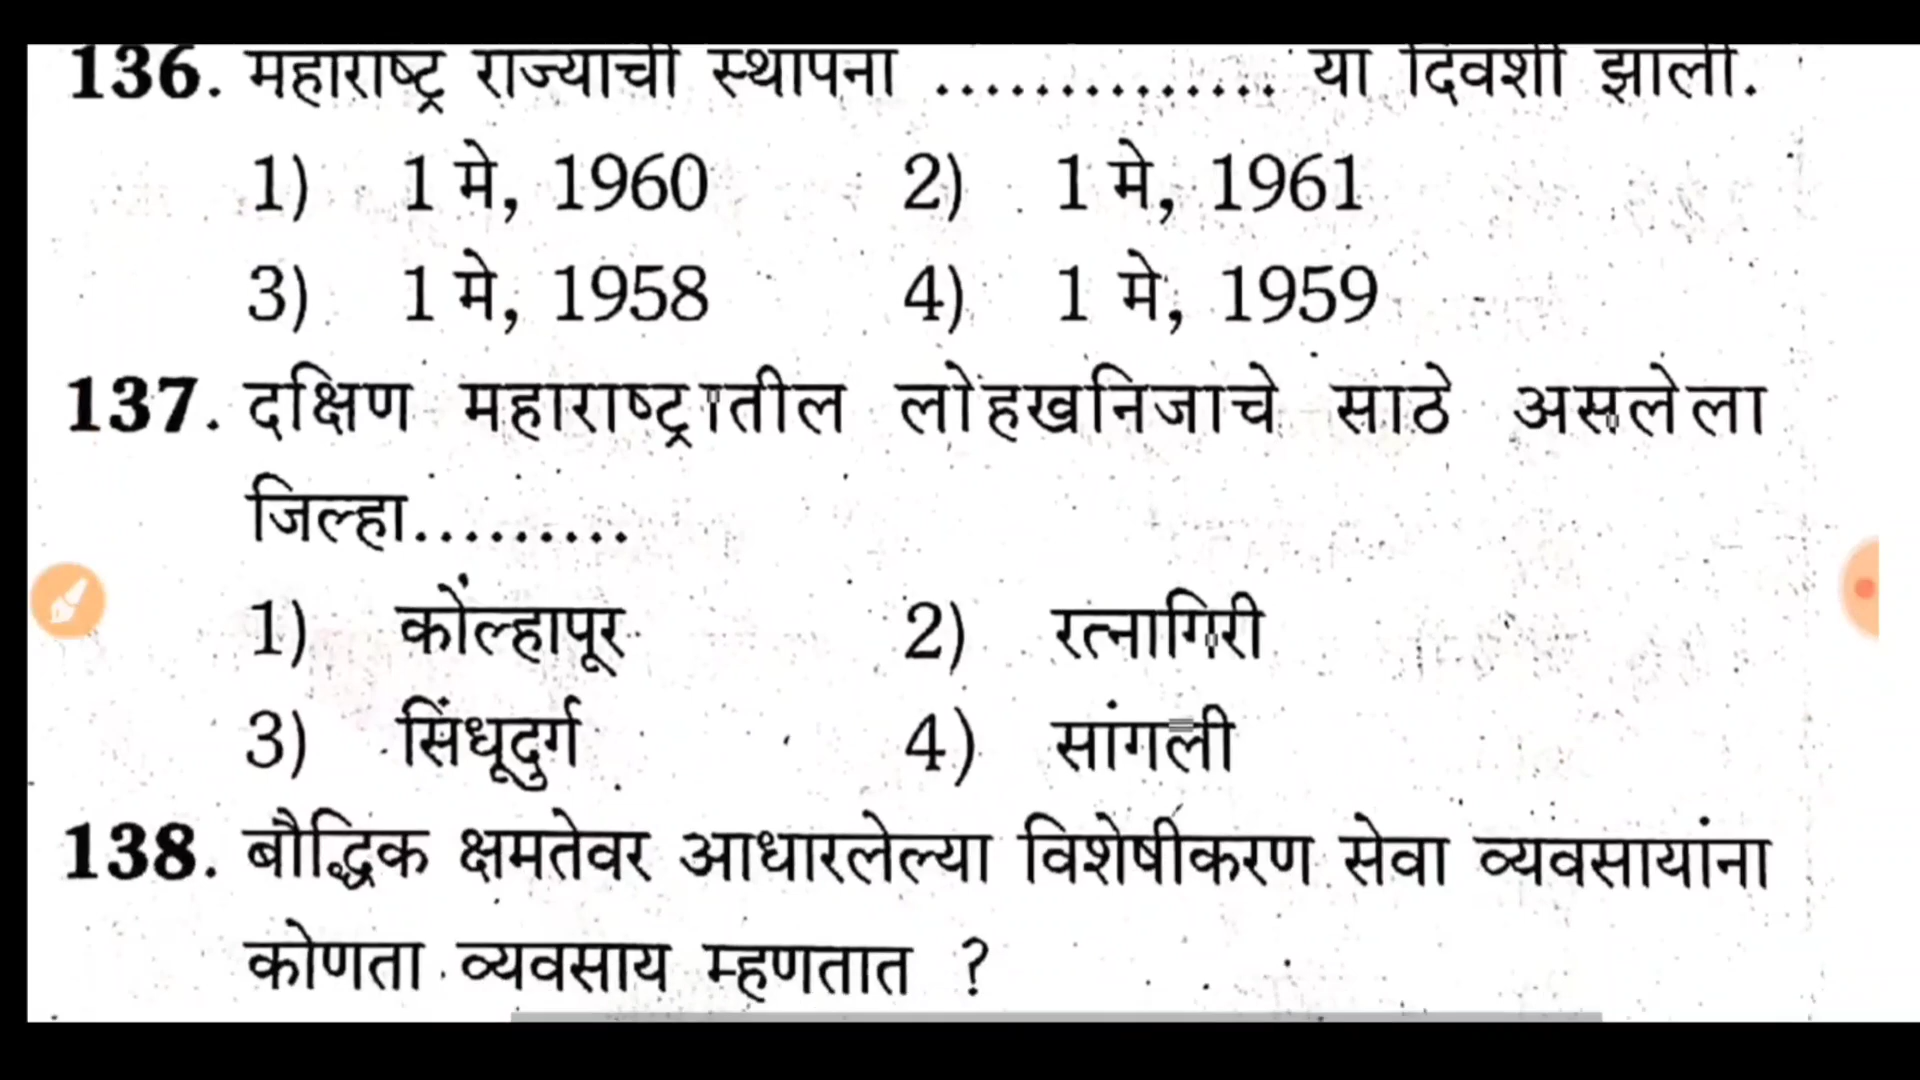 136. महाराष्ट्र राज्याची स्थापना .............. या दिवशी झाली.
1) 1 मे, 1960 2) 1 मे, 1961
3) 1 मे, 1958 4) 1 मे, 1959
137. दक्षिण महाराष्ट्रातील लोहखनिजाचे साठे असलेला
जिल्हा.........
1) कोल्हापूर 2) रत्नागिरी
3) सिंधूदुर्ग 4) सांगली
138. बौद्धिक क्षमतेवर आधारलेल्या विशेषीकरण सेवा व्यवसायांना
कोणता व्यवसाय म्हणतात ?